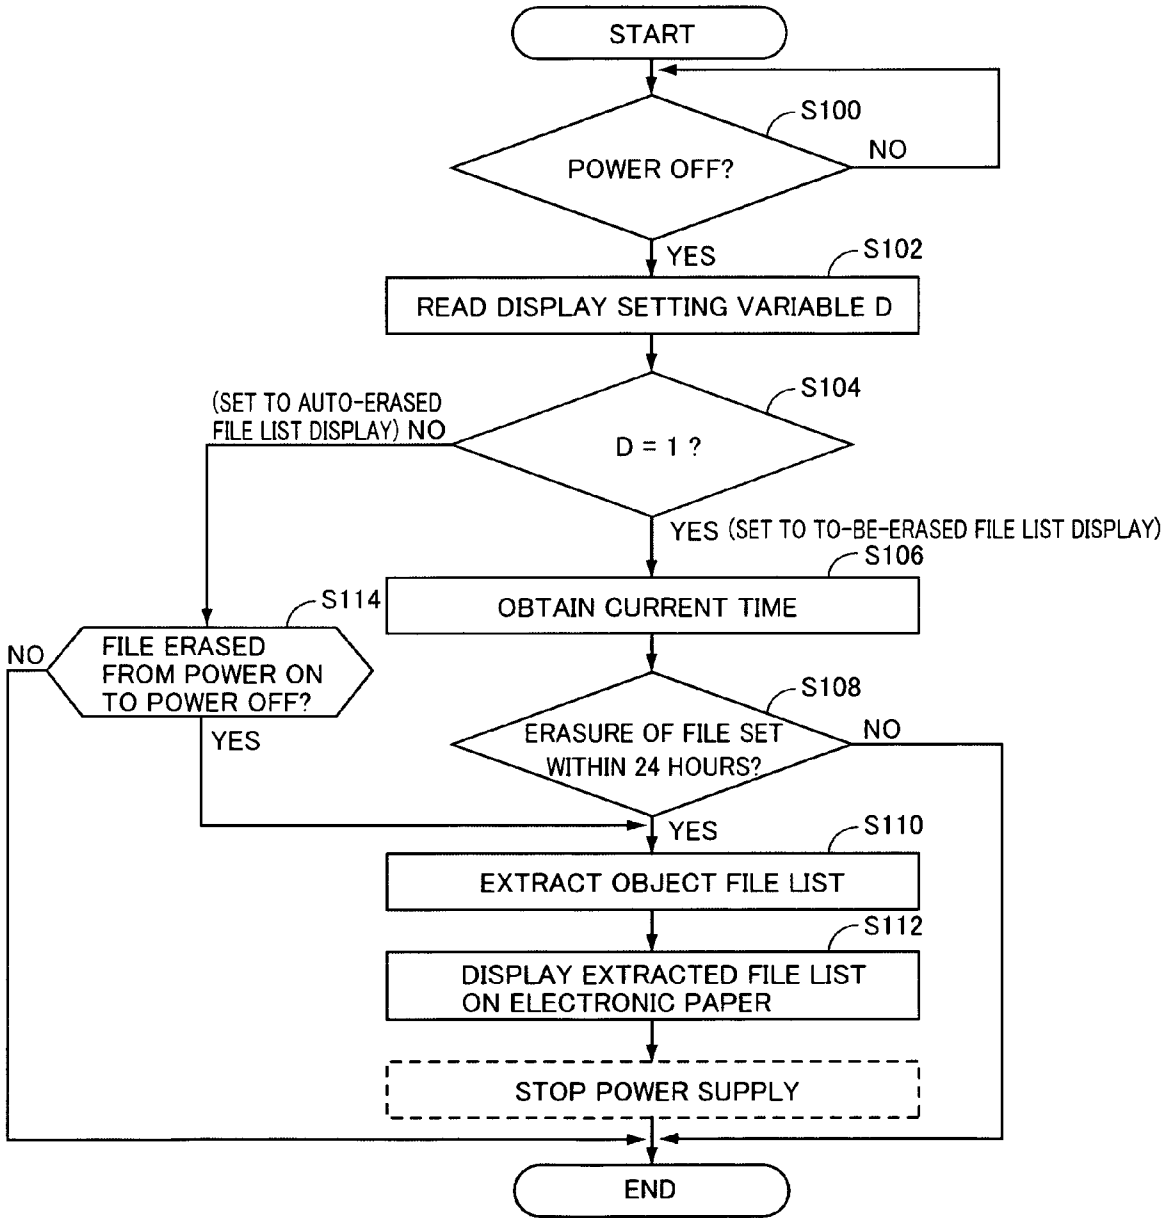 START
S100
POWER OFF?
NO
YES
S102
READ DISPLAY SETTING VARIABLE D
S104
(SET TO AUTO-ERASED
FILE LIST DISPLAY) NO
D = 1 ?
YES (SET TO TO-BE-ERASED FILE LIST DISPLAY)
S106
OBTAIN CURRENT TIME
S114
FILE ERASED
FROM POWER ON
TO POWER OFF?
NO
YES
S108
ERASURE OF FILE SET
WITHIN 24 HOURS?
NO
YES
S110
EXTRACT OBJECT FILE LIST
S112
DISPLAY EXTRACTED FILE LIST
ON ELECTRONIC PAPER
STOP POWER SUPPLY
END